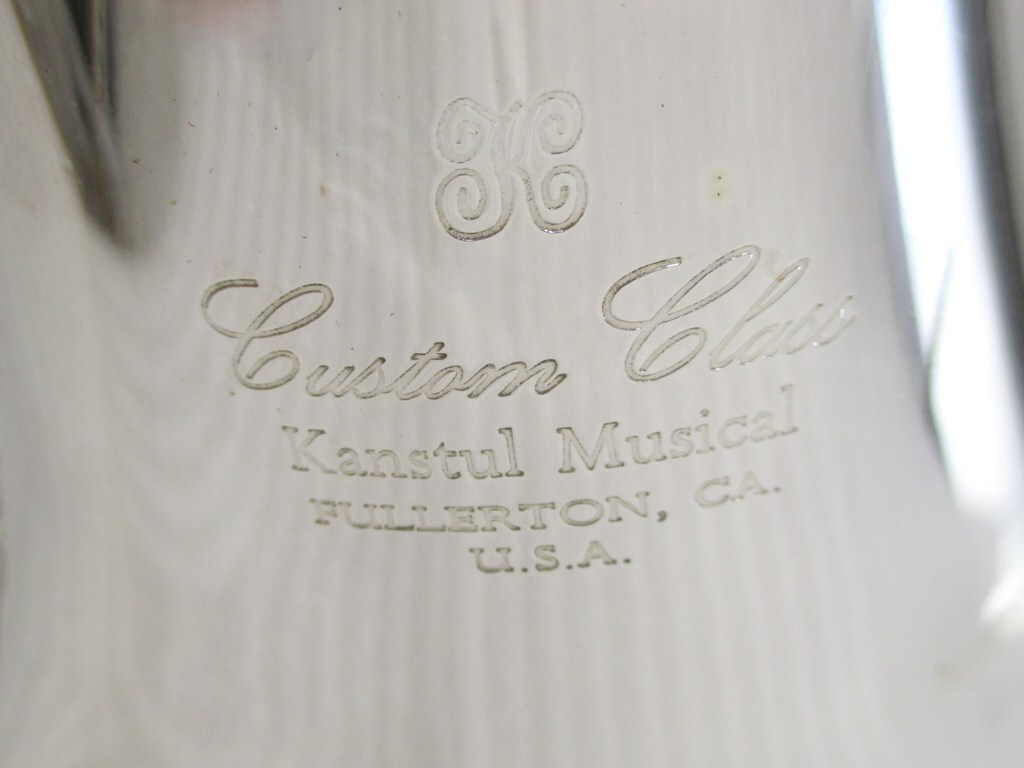 K
Custom Class
Kanstul Musical
FULLERTON, CA.
U.S.A.